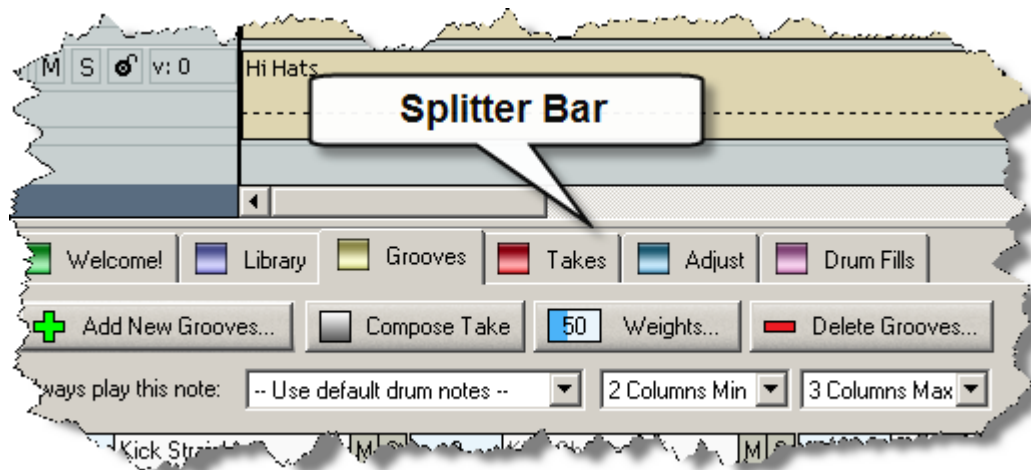 M S v: 0 Hi Hats
Splitter Bar
Welcome! Library Grooves Takes Adjust Drum Fills
Add New Grooves... Compose Take 50 Weights... Delete Grooves...
ways play this note: -- Use default drum notes -- 2 Columns Min 3 Columns Max
Kick M M